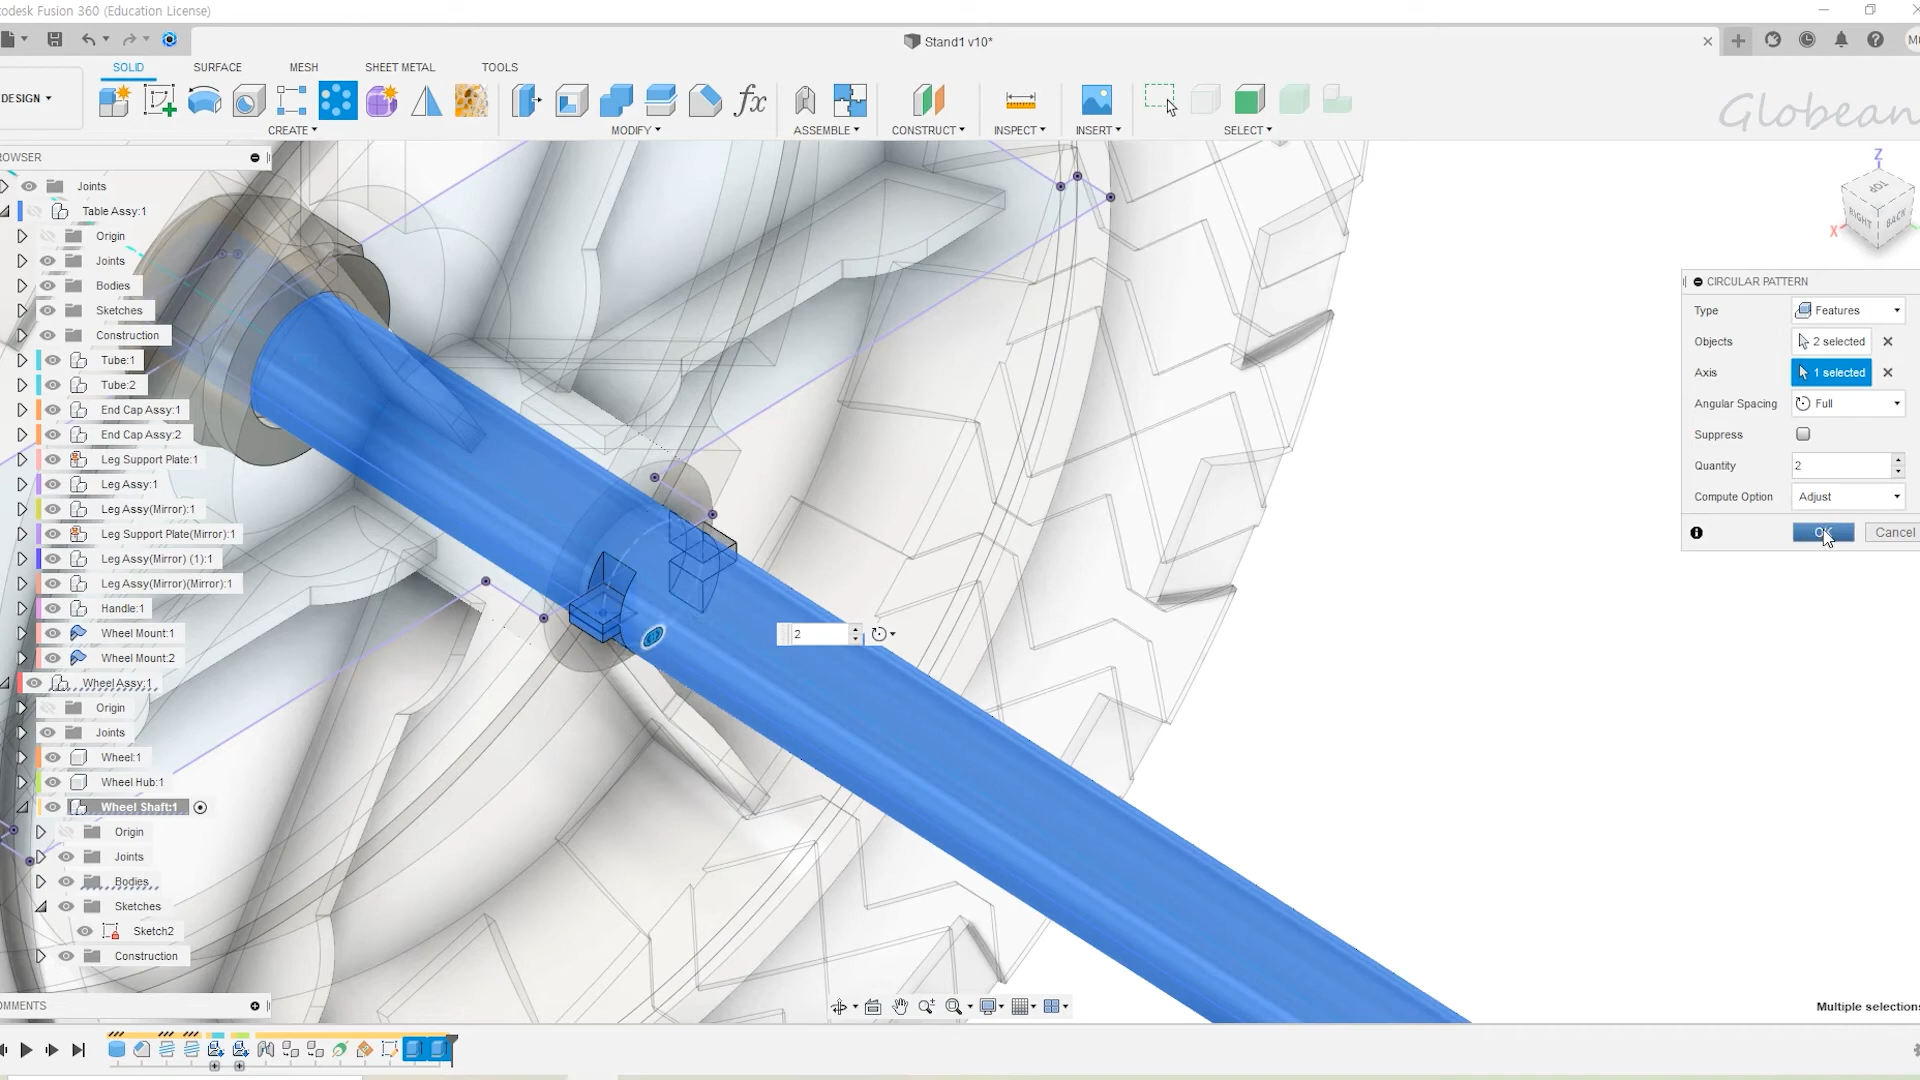 todesk Fusion 360 (Education License)
Stand1 v10*
SOLID SURFACE MESH SHEET METAL TOOLS
DESIGN
fx
CREATE MODIFY ASSEMBLE CONSTRUCT INSPECT INSERT SELECT
Globean
ROWSER
Joints
Table Assy:1
Origin
Joints
Bodies
Sketches
Construction
Tube:1
Tube:2
End Cap Assy:1
End Cap Assy:2
Leg Support Plate:1
Leg Assy:1
Leg Assy(Mirror):1
Leg Support Plate(Mirror):1
Leg Assy(Mirror) (1):1
Leg Assy(Mirror)(Mirror):1
Handle:1
Wheel Mount:1
Wheel Mount:2
Wheel Assy:1
Origin
Joints
Wheel:1
Wheel Hub:1
Wheel Shaft:1
Origin
Joints
Bodies
Sketches
Sketch2
Construction
OMMENTS
2
Z
TOP
RIGHT BACK
X
CIRCULAR PATTERN
Type Features
Objects 2 selected
Axis 1 selected
Angular Spacing Full
Suppress
Quantity 2
Compute Option Adjust
OK Cancel
Multiple selections